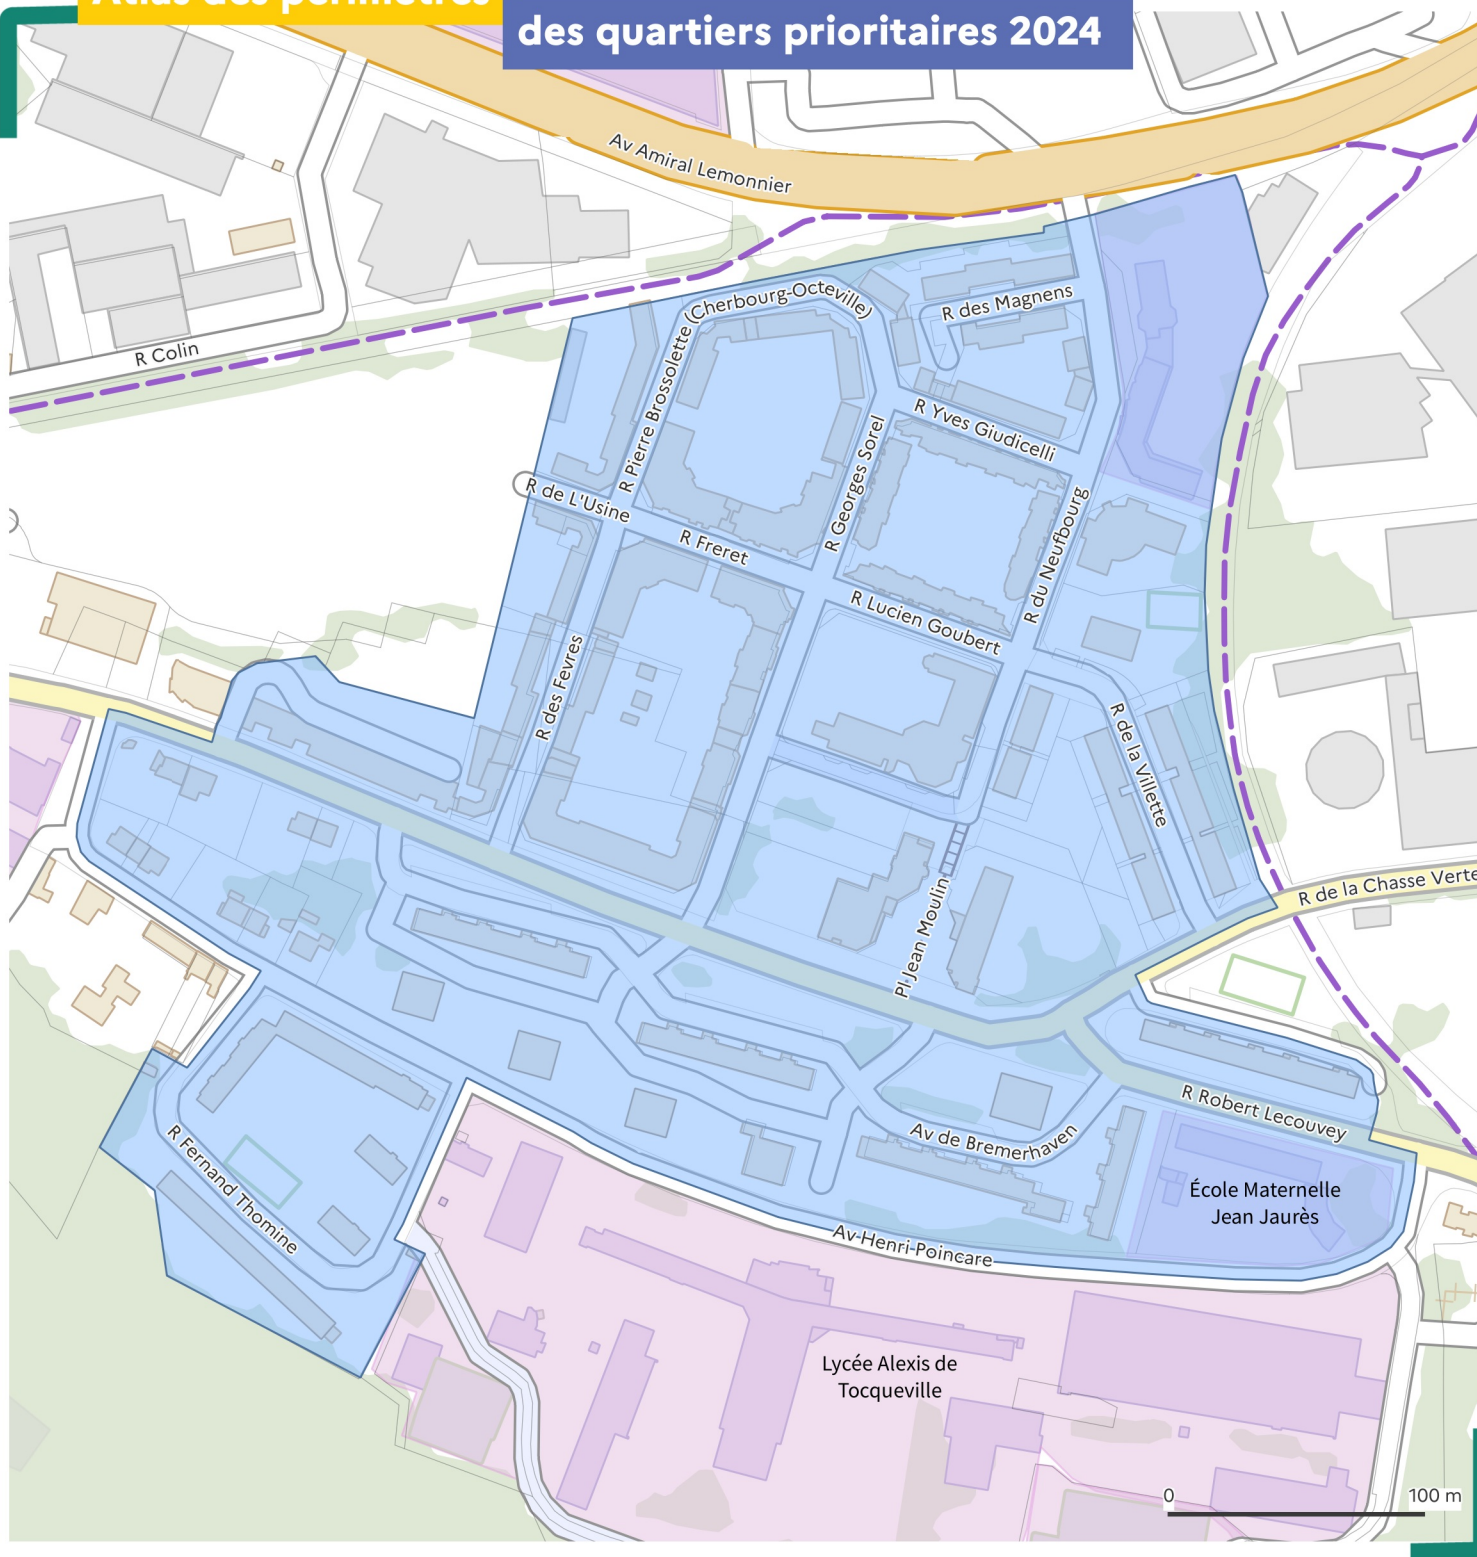 Atlas des périmètres
des quartiers prioritaires 2024
Av Amiral Lemonnier
R Colin
R Pierre Brossolette (Cherbourg-Octeville)
R des Magnens
R Yves Giudicelli
R Georges Sorel
R de L'Usine
R Freret
R du Neufbourg
R Lucien Goubert
R des Fevres
R de la Villette
R de la Chasse Verte
Pl Jean Moulin
R Robert Lecouvey
Av de Bremerhaven
R Fernand Thomine
École Maternelle
Jean Jaurès
Av Henri Poincare
Lycée Alexis de
Tocqueville
0 100 m